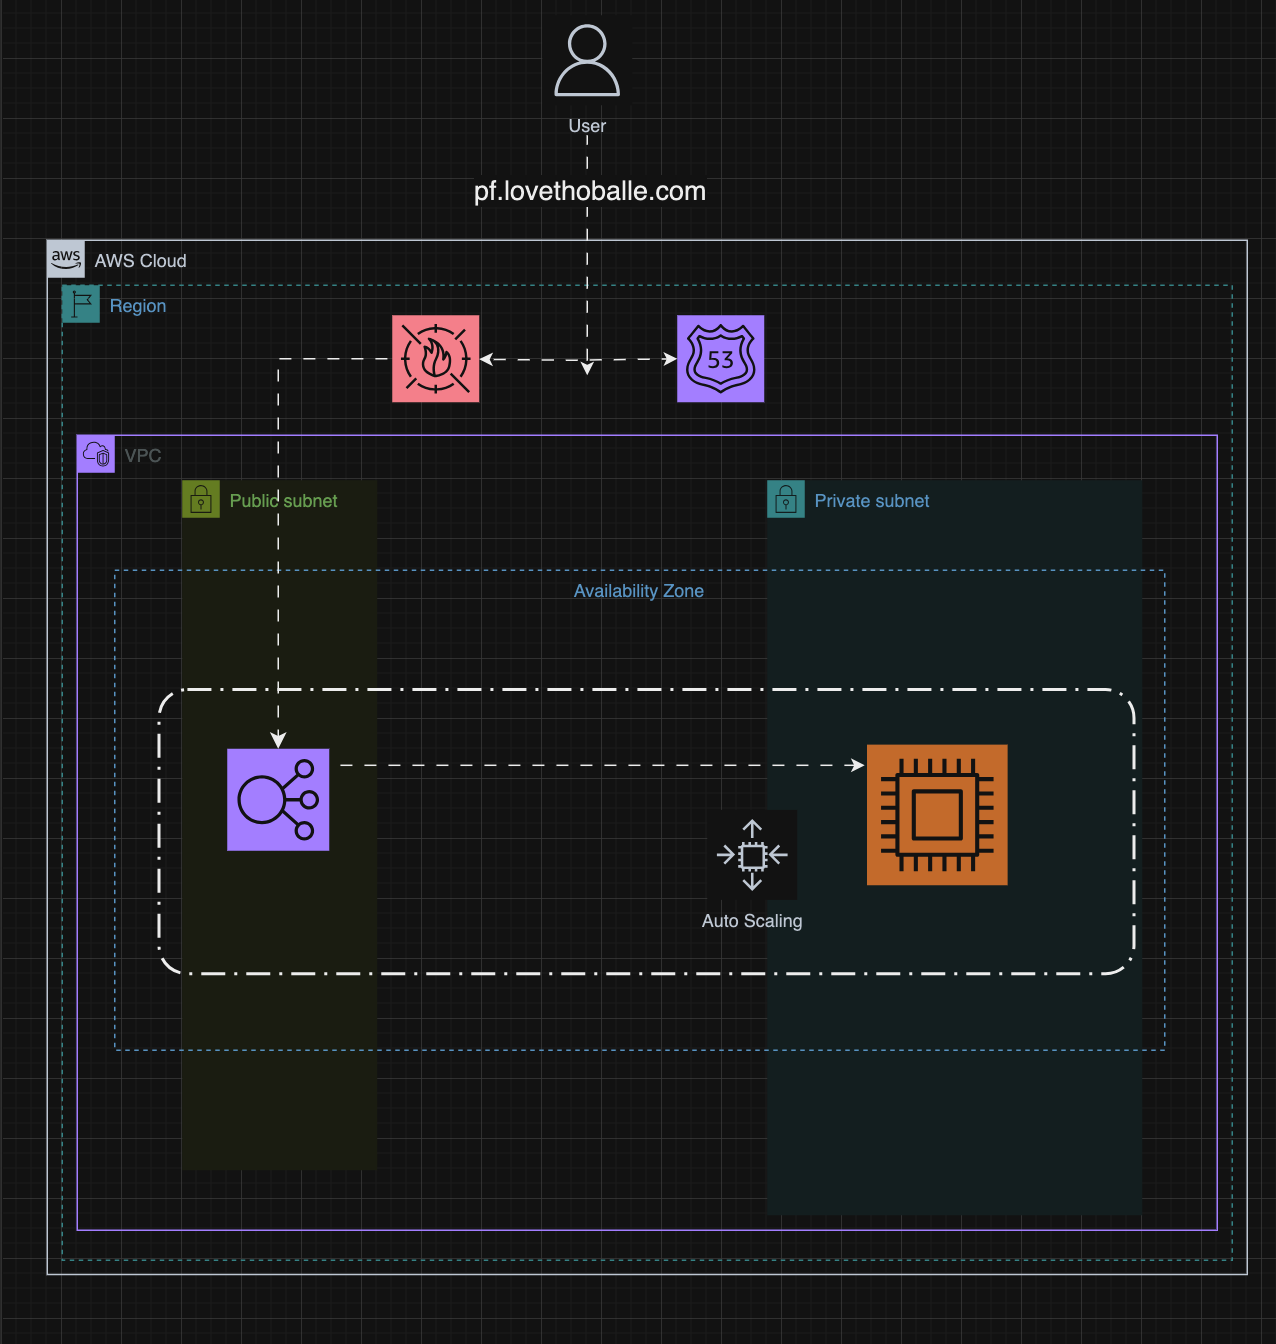 User
pf.lovethoballe.com
aws
AWS Cloud
Region
53
VPC
Public subnet
Private subnet
Availability Zone
Auto Scaling